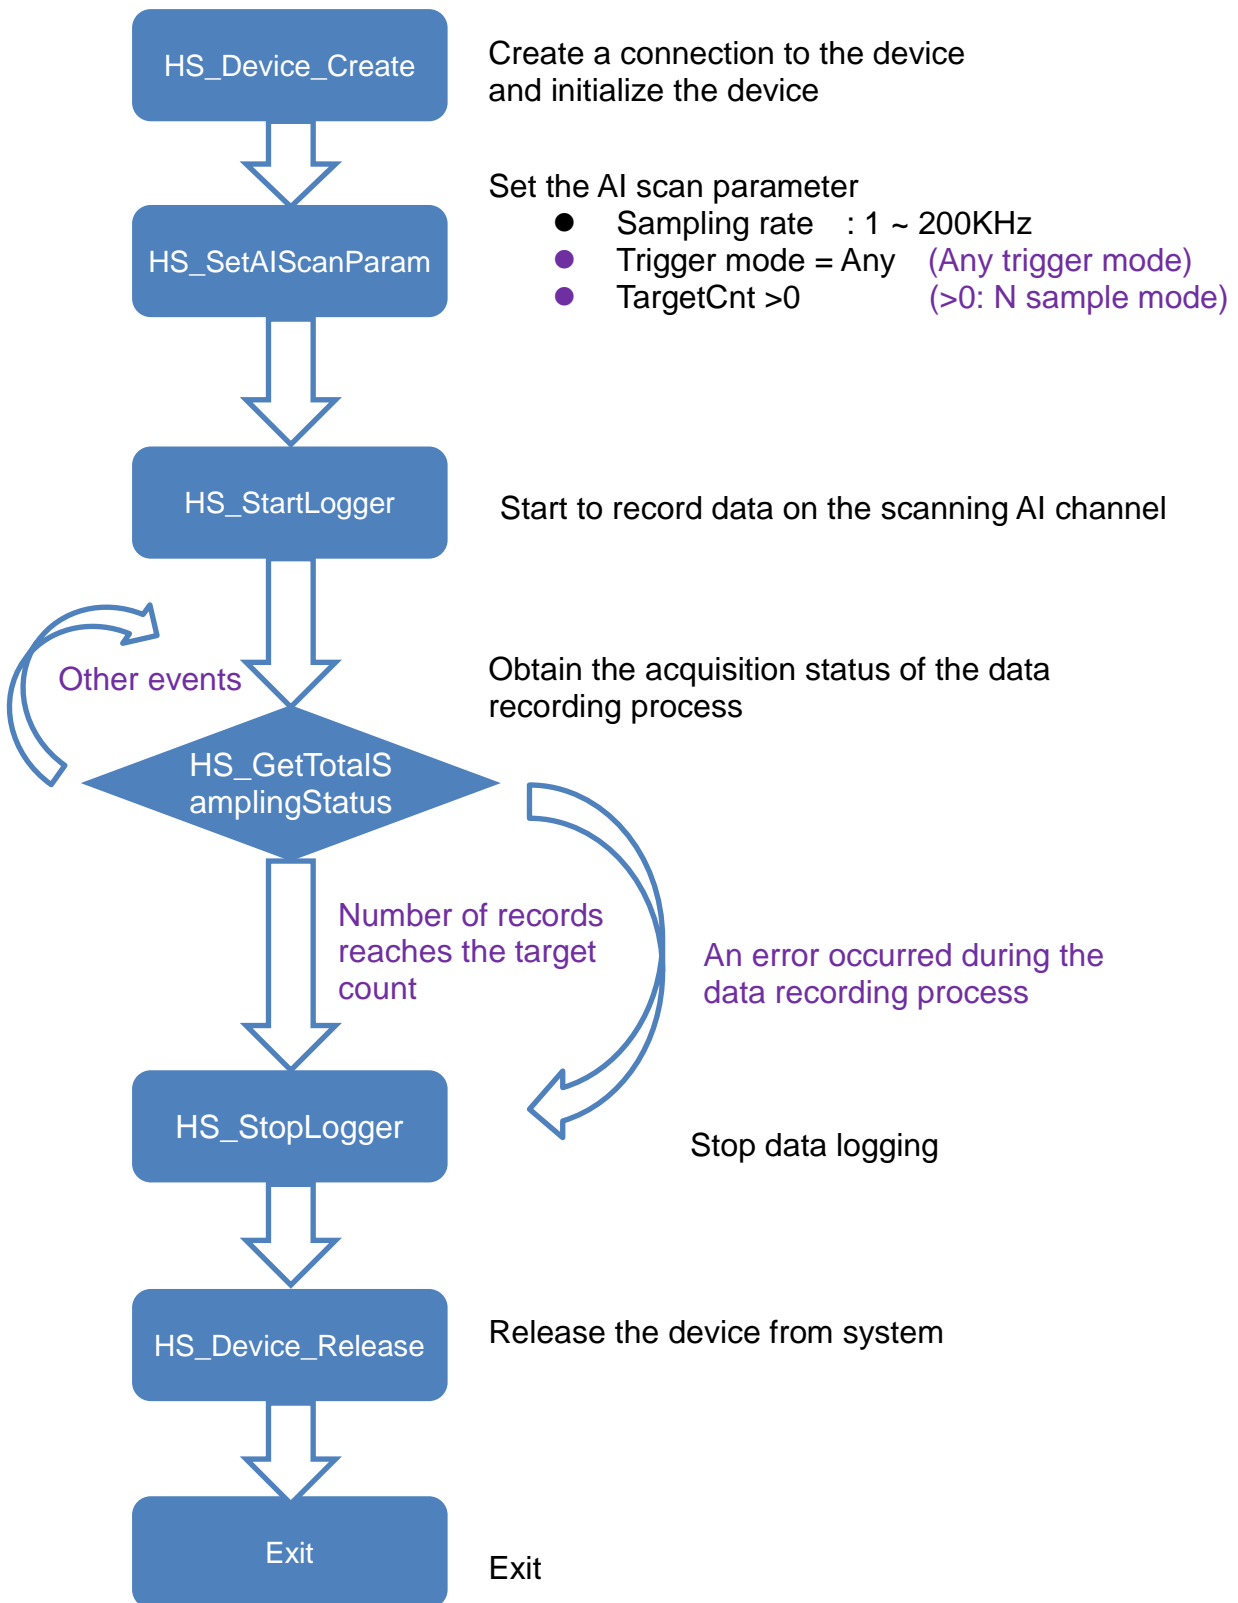 HS_Device_Create
Create a connection to the device
and initialize the device
Set the AI scan parameter
● Sampling rate : 1 ~ 200KHz
● Trigger mode = Any (Any trigger mode)
● TargetCnt >0 (>0: N sample mode)
HS_SetAIScanParam
HS_StartLogger
Start to record data on the scanning AI channel
Other events
Obtain the acquisition status of the data
recording process
HS_GetTotalS
amplingStatus
Number of records
reaches the target
count
An error occurred during the
data recording process
HS_StopLogger
Stop data logging
HS_Device_Release
Release the device from system
Exit
Exit